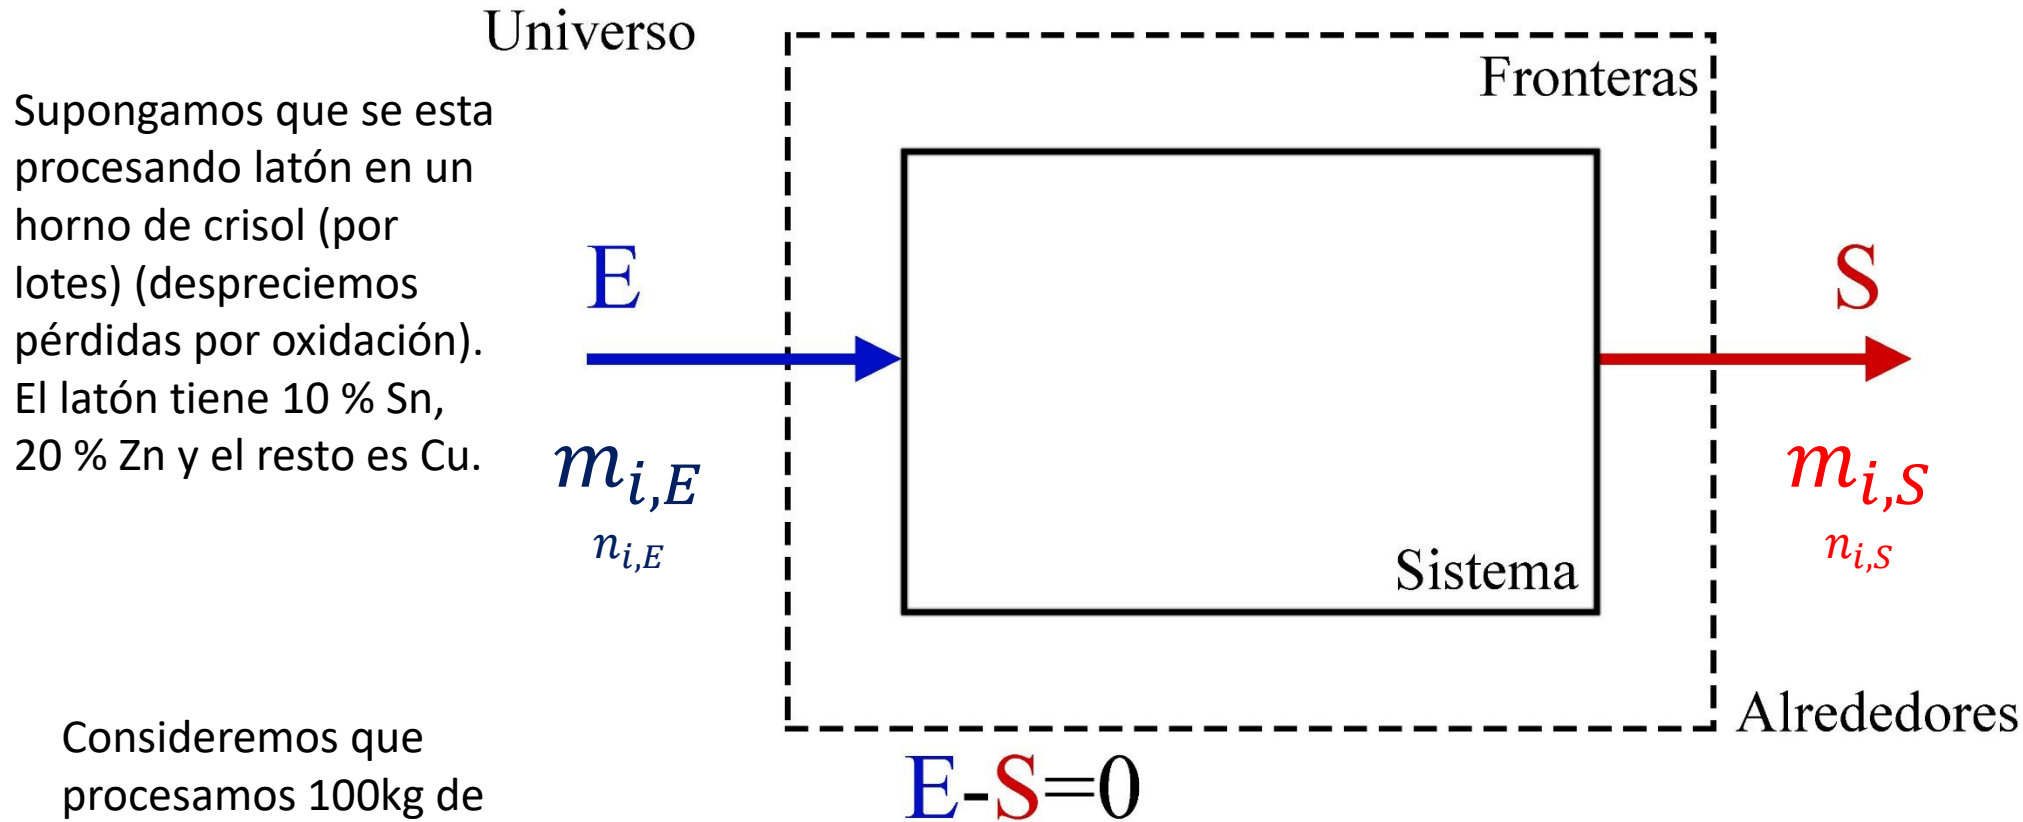 Universo
Fronteras
Supongamos que se esta
procesando latón en un
horno de crisol (por
lotes) (despreciemos
pérdidas por oxidación).
El latón tiene 10 % Sn,
20 % Zn y el resto es Cu.
E
S
m_{i,E}
n_{i,E}
m_{i,S}
n_{i,S}
Sistema
Alrededores
Consideremos que
procesamos 100kg de
E-S=0